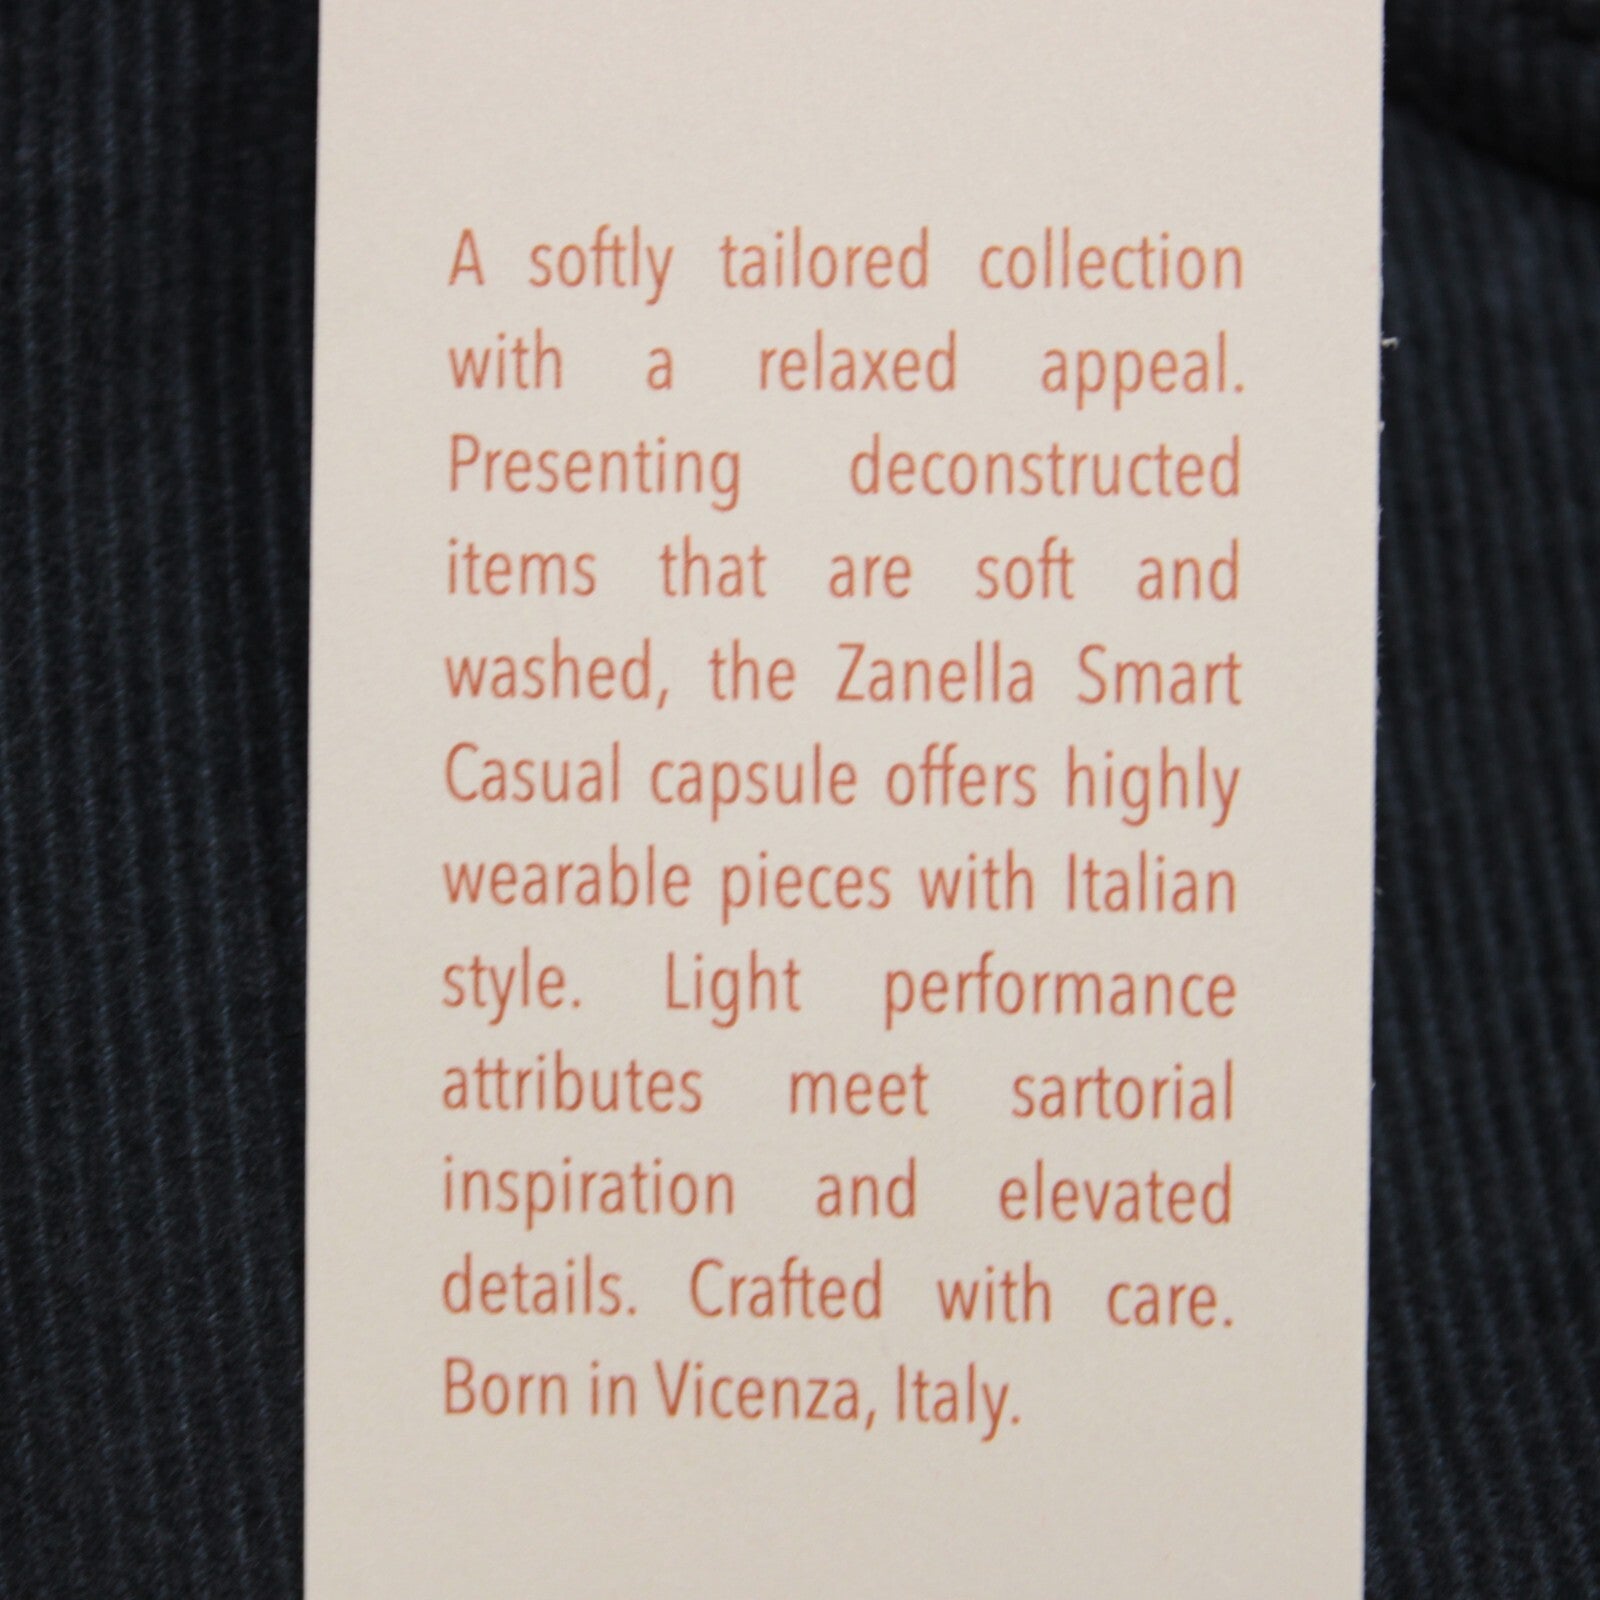 A softly tailored collection
with a relaxed appeal.
Presenting deconstructed
items that are soft and
washed, the Zanella Smart
Casual capsule offers highly
wearable pieces with Italian
style. Light performance
attributes meet sartorial
inspiration and elevated
details. Crafted with care.
Born in Vicenza, Italy.